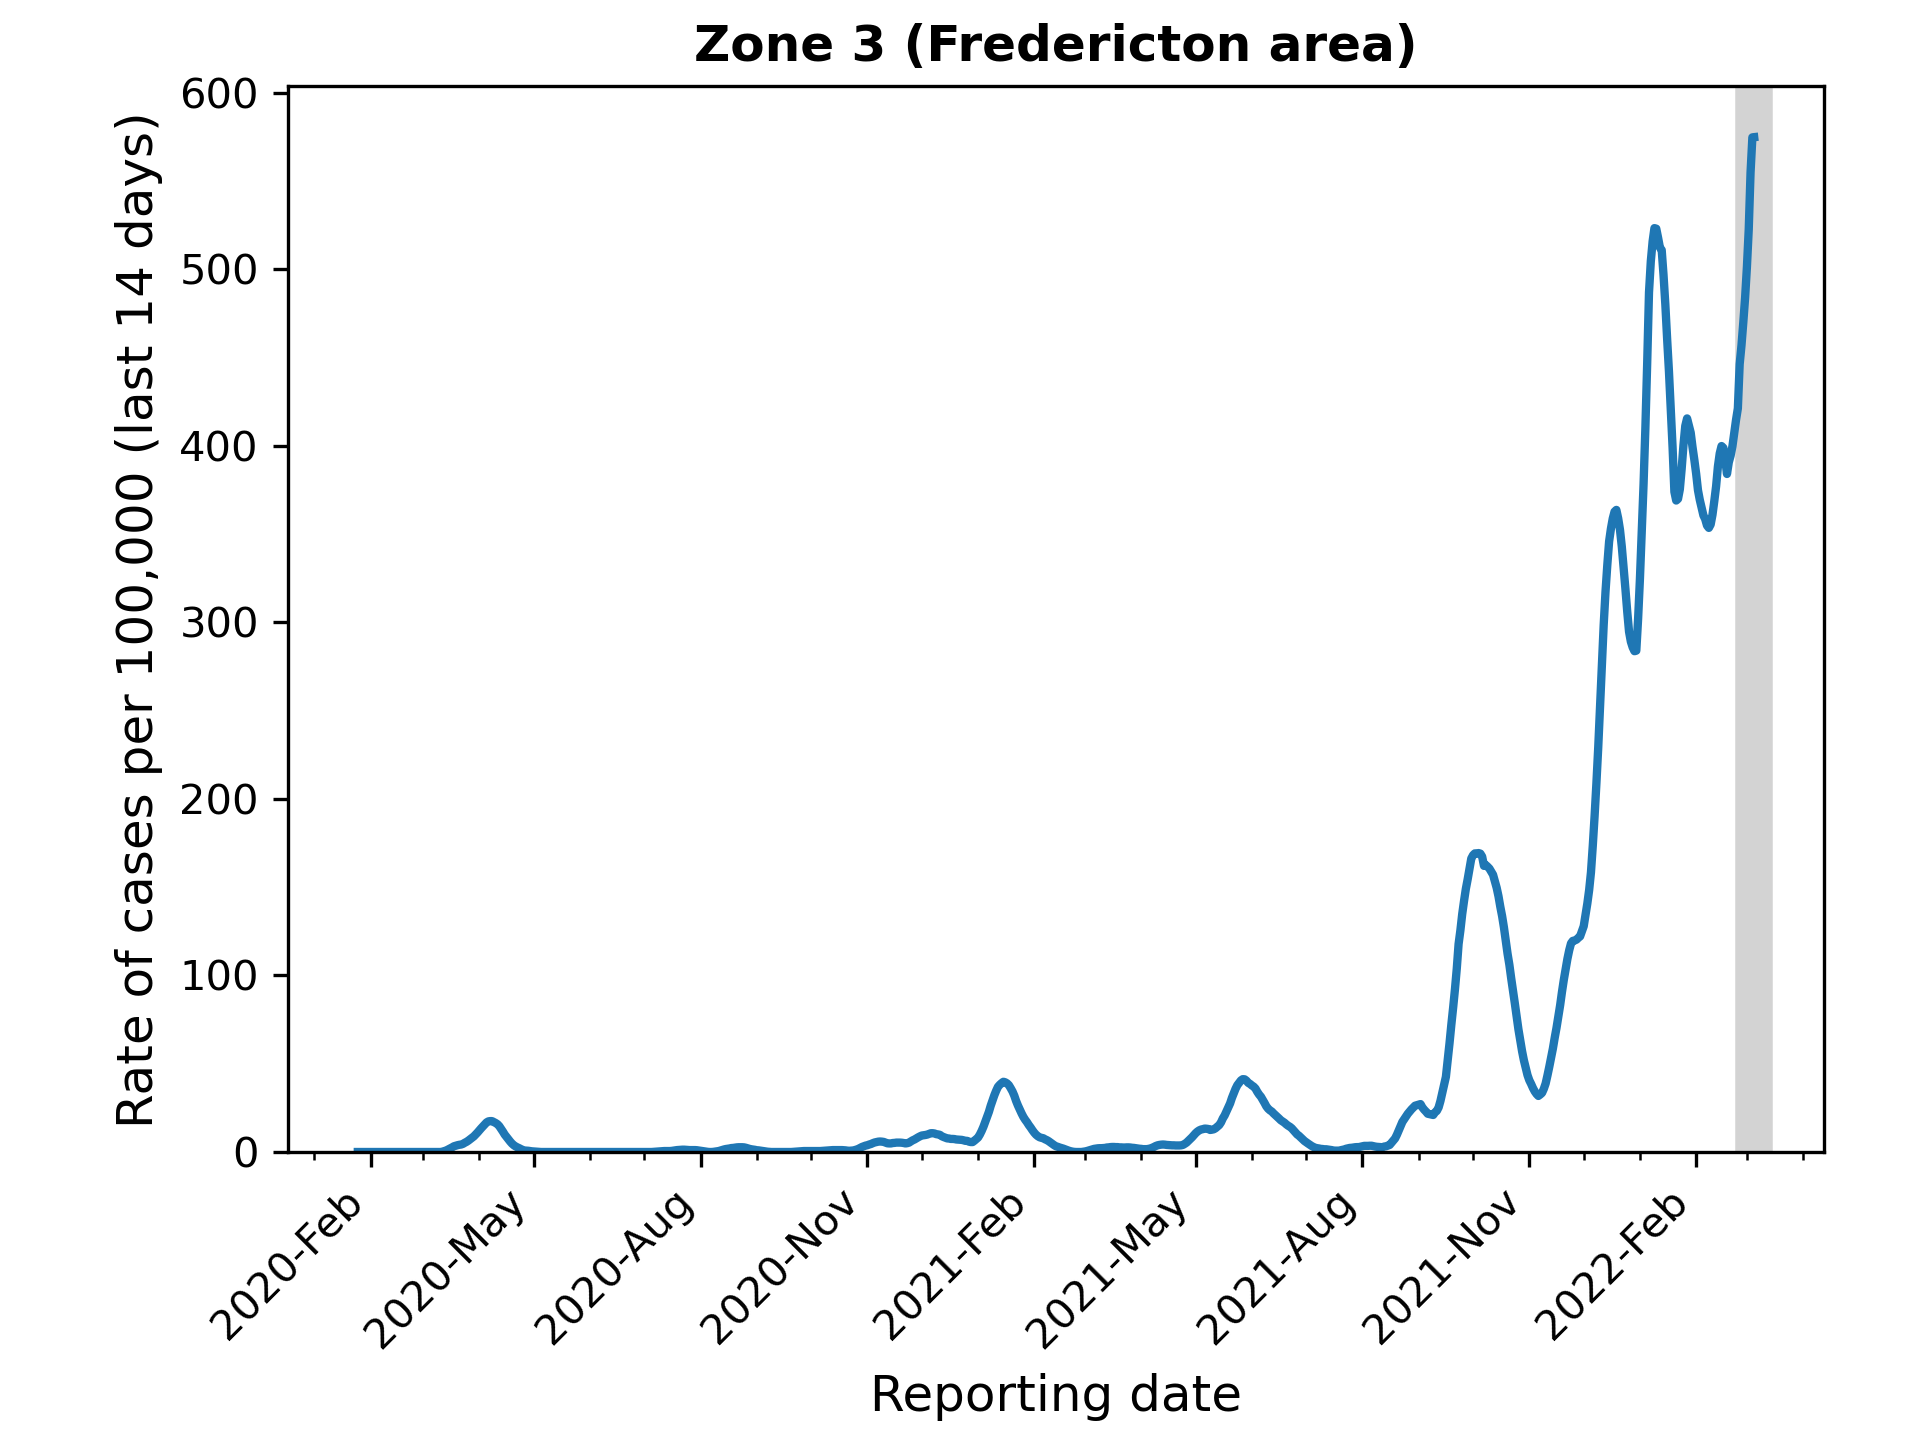 Zone 3 (Fredericton area)
Rate of cases per 100,000 (last 14 days)
600
500
400
300
200
100
0
2020-Feb
2020-May
2020-Aug
2020-Nov
2021-Feb
2021-May
2021-Aug
2021-Nov
2022-Feb
Reporting date